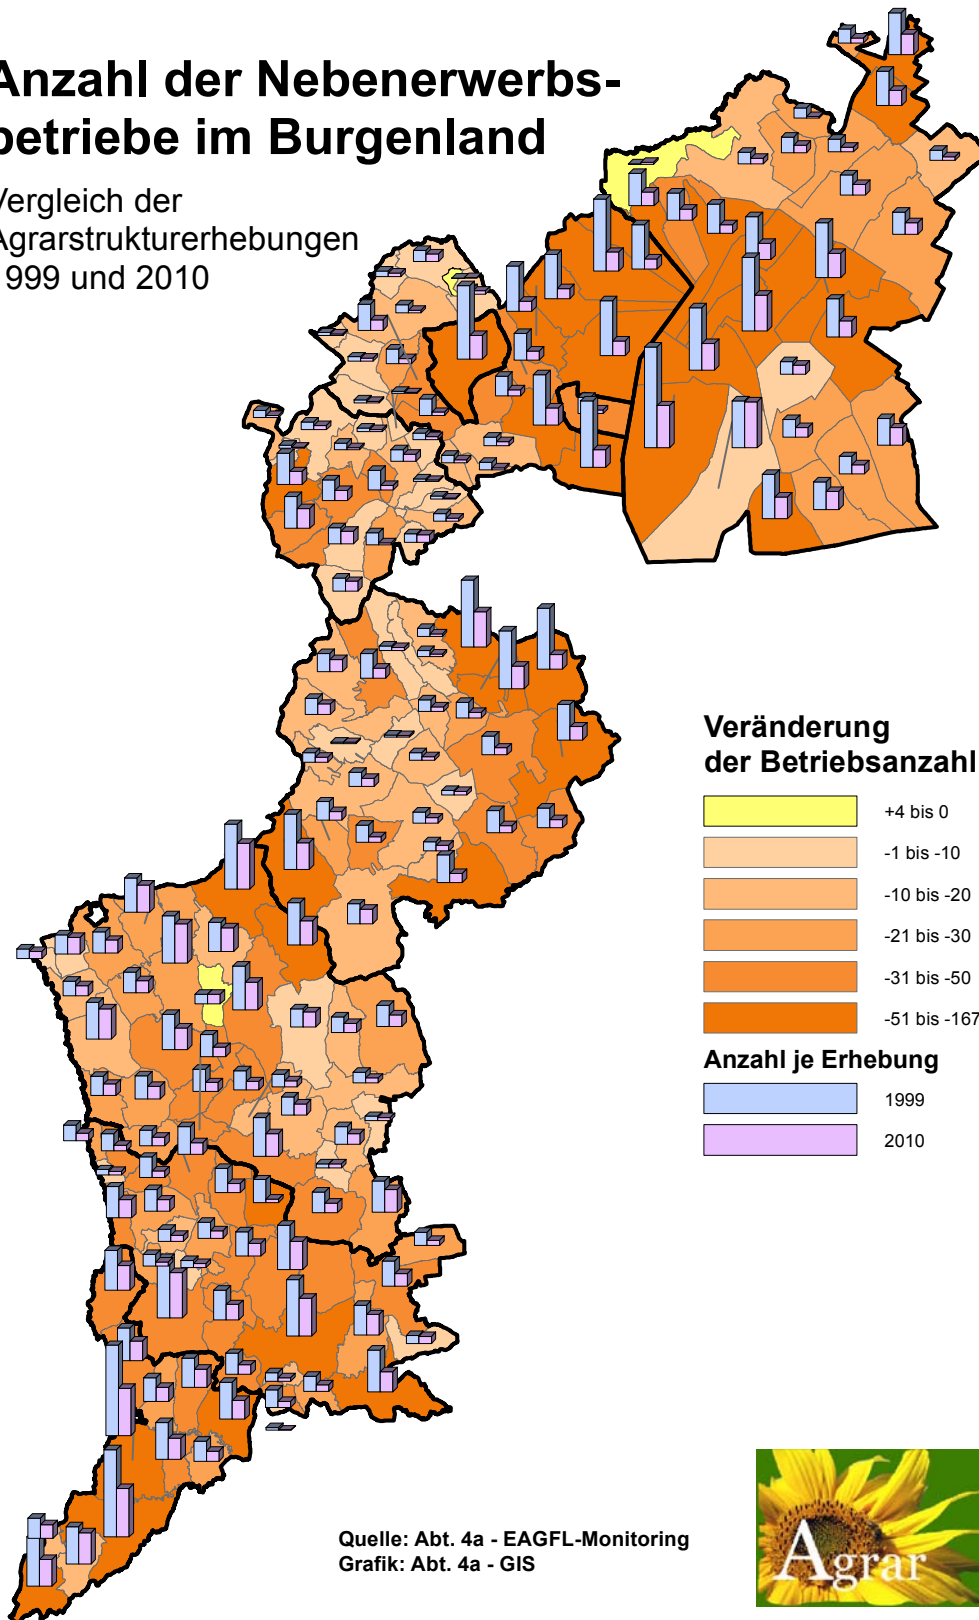 Anzahl der Nebenerwerbs-
betriebe im Burgenland
Vergleich der
Agrarstrukturerhebungen
1999 und 2010
Veränderung
der Betriebsanzahl
+4 bis 0
-1 bis -10
-10 bis -20
-21 bis -30
-31 bis -50
-51 bis -167
Anzahl je Erhebung
1999
2010
Quelle: Abt. 4a - EAGFL-Monitoring
Grafik: Abt. 4a - GIS
Agrar